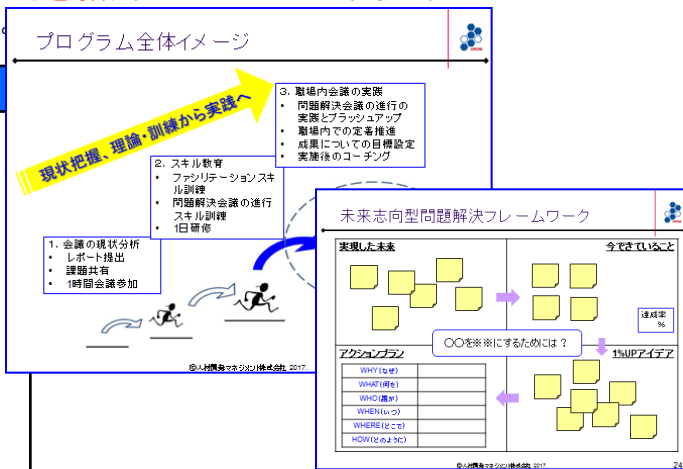 プログラム全体イメージ
現状把握、理論・訓練から実践へ
3. 職場内会議の実践
• 問題解決会議の進行の
実践とブラッシュアップ
• 職場内での定着推進
• 成果についての目標設定
• 実施後のコーチング
2. スキル教育
• ファシリテーションスキ
ル訓練
• 問題解決会議の進行
スキル訓練
• 1日研修
1. 会議の現状分析
• レポート提出
• 課題共有
• 1時間会議参加
©人材開発マネジメント株式会社 2017.
未来志向型問題解決フレームワーク
実現した未来
今できていること
達成率
%
〇〇を※※にするためには？
アクションプラン
1%UPアイデア
WHY(なぜ)
WHAT(何を)
WHO(誰が)
WHEN(いつ)
WHERE(どこで)
HOW(どのように)
©人材開発マネジメント株式会社 2017.
24